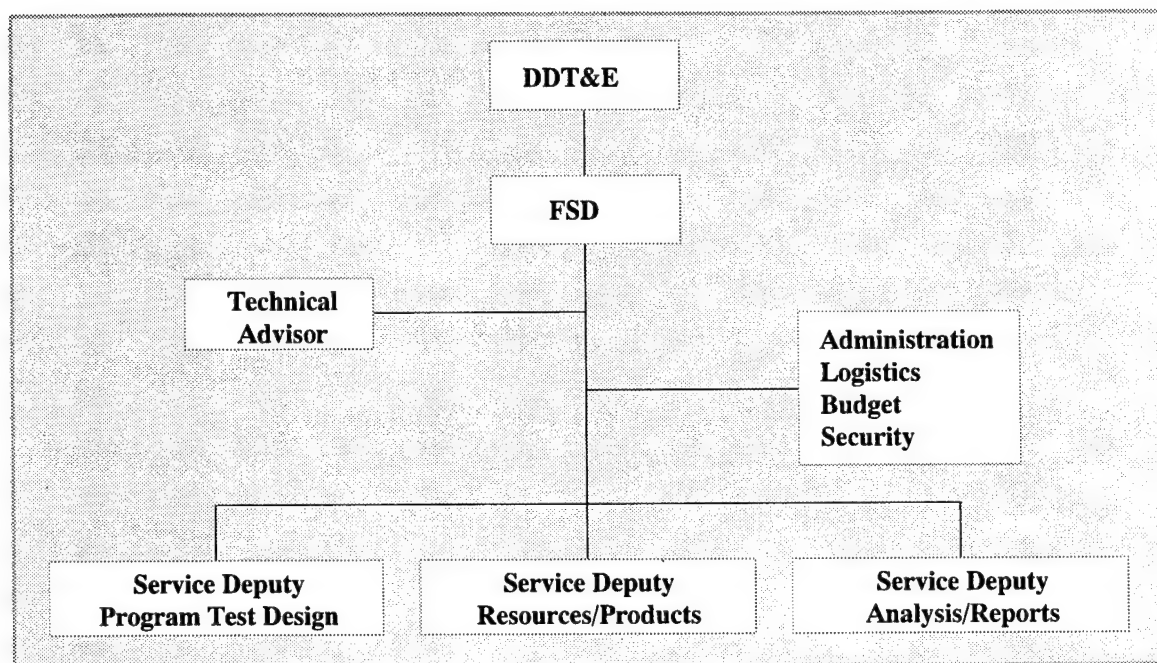 DDT&E
FSD
Technical
Advisor
Administration
Logistics
Budget
Security
Service Deputy
Program Test Design
Service Deputy
Resources/Products
Service Deputy
Analysis/Reports